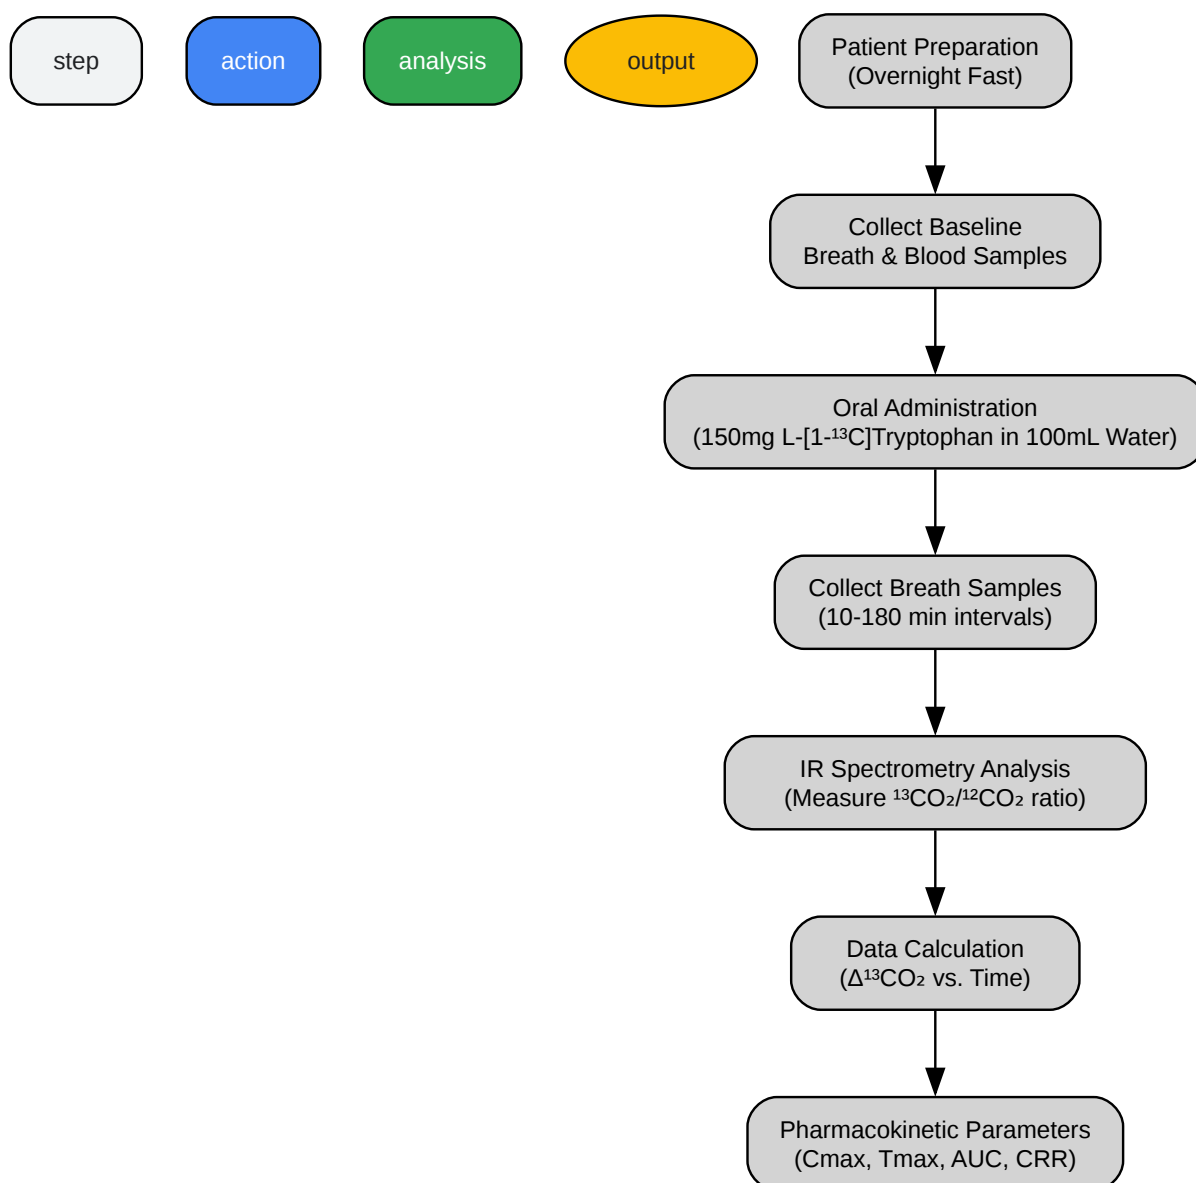 step
action
analysis
output
Patient Preparation
(Overnight Fast)
Collect Baseline
Breath & Blood Samples
Oral Administration
(150mg L-[1-¹³C]Tryptophan in 100mL Water)
Collect Breath Samples
(10-180 min intervals)
IR Spectrometry Analysis
(Measure ¹³CO₂/¹²CO₂ ratio)
Data Calculation
(Δ¹³CO₂ vs. Time)
Pharmacokinetic Parameters
(Cmax, Tmax, AUC, CRR)